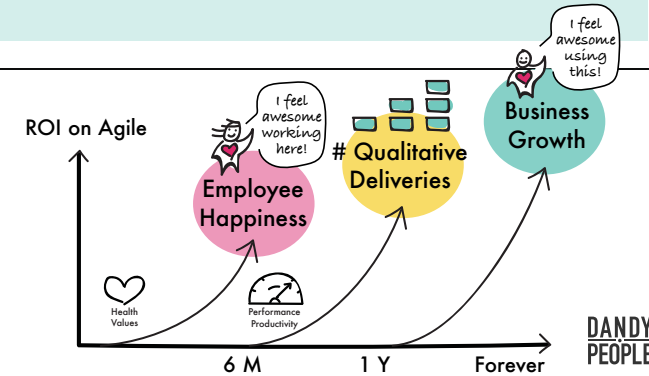 I feel
awesome
using
this!
ROI on Agile
I feel
awesome
working
here!
# Qualitative
Deliveries
Business
Growth
Employee
Happiness
Health
Values
Performance
Productivity
6 M
1 Y
Forever
DANDY
PEOPLE